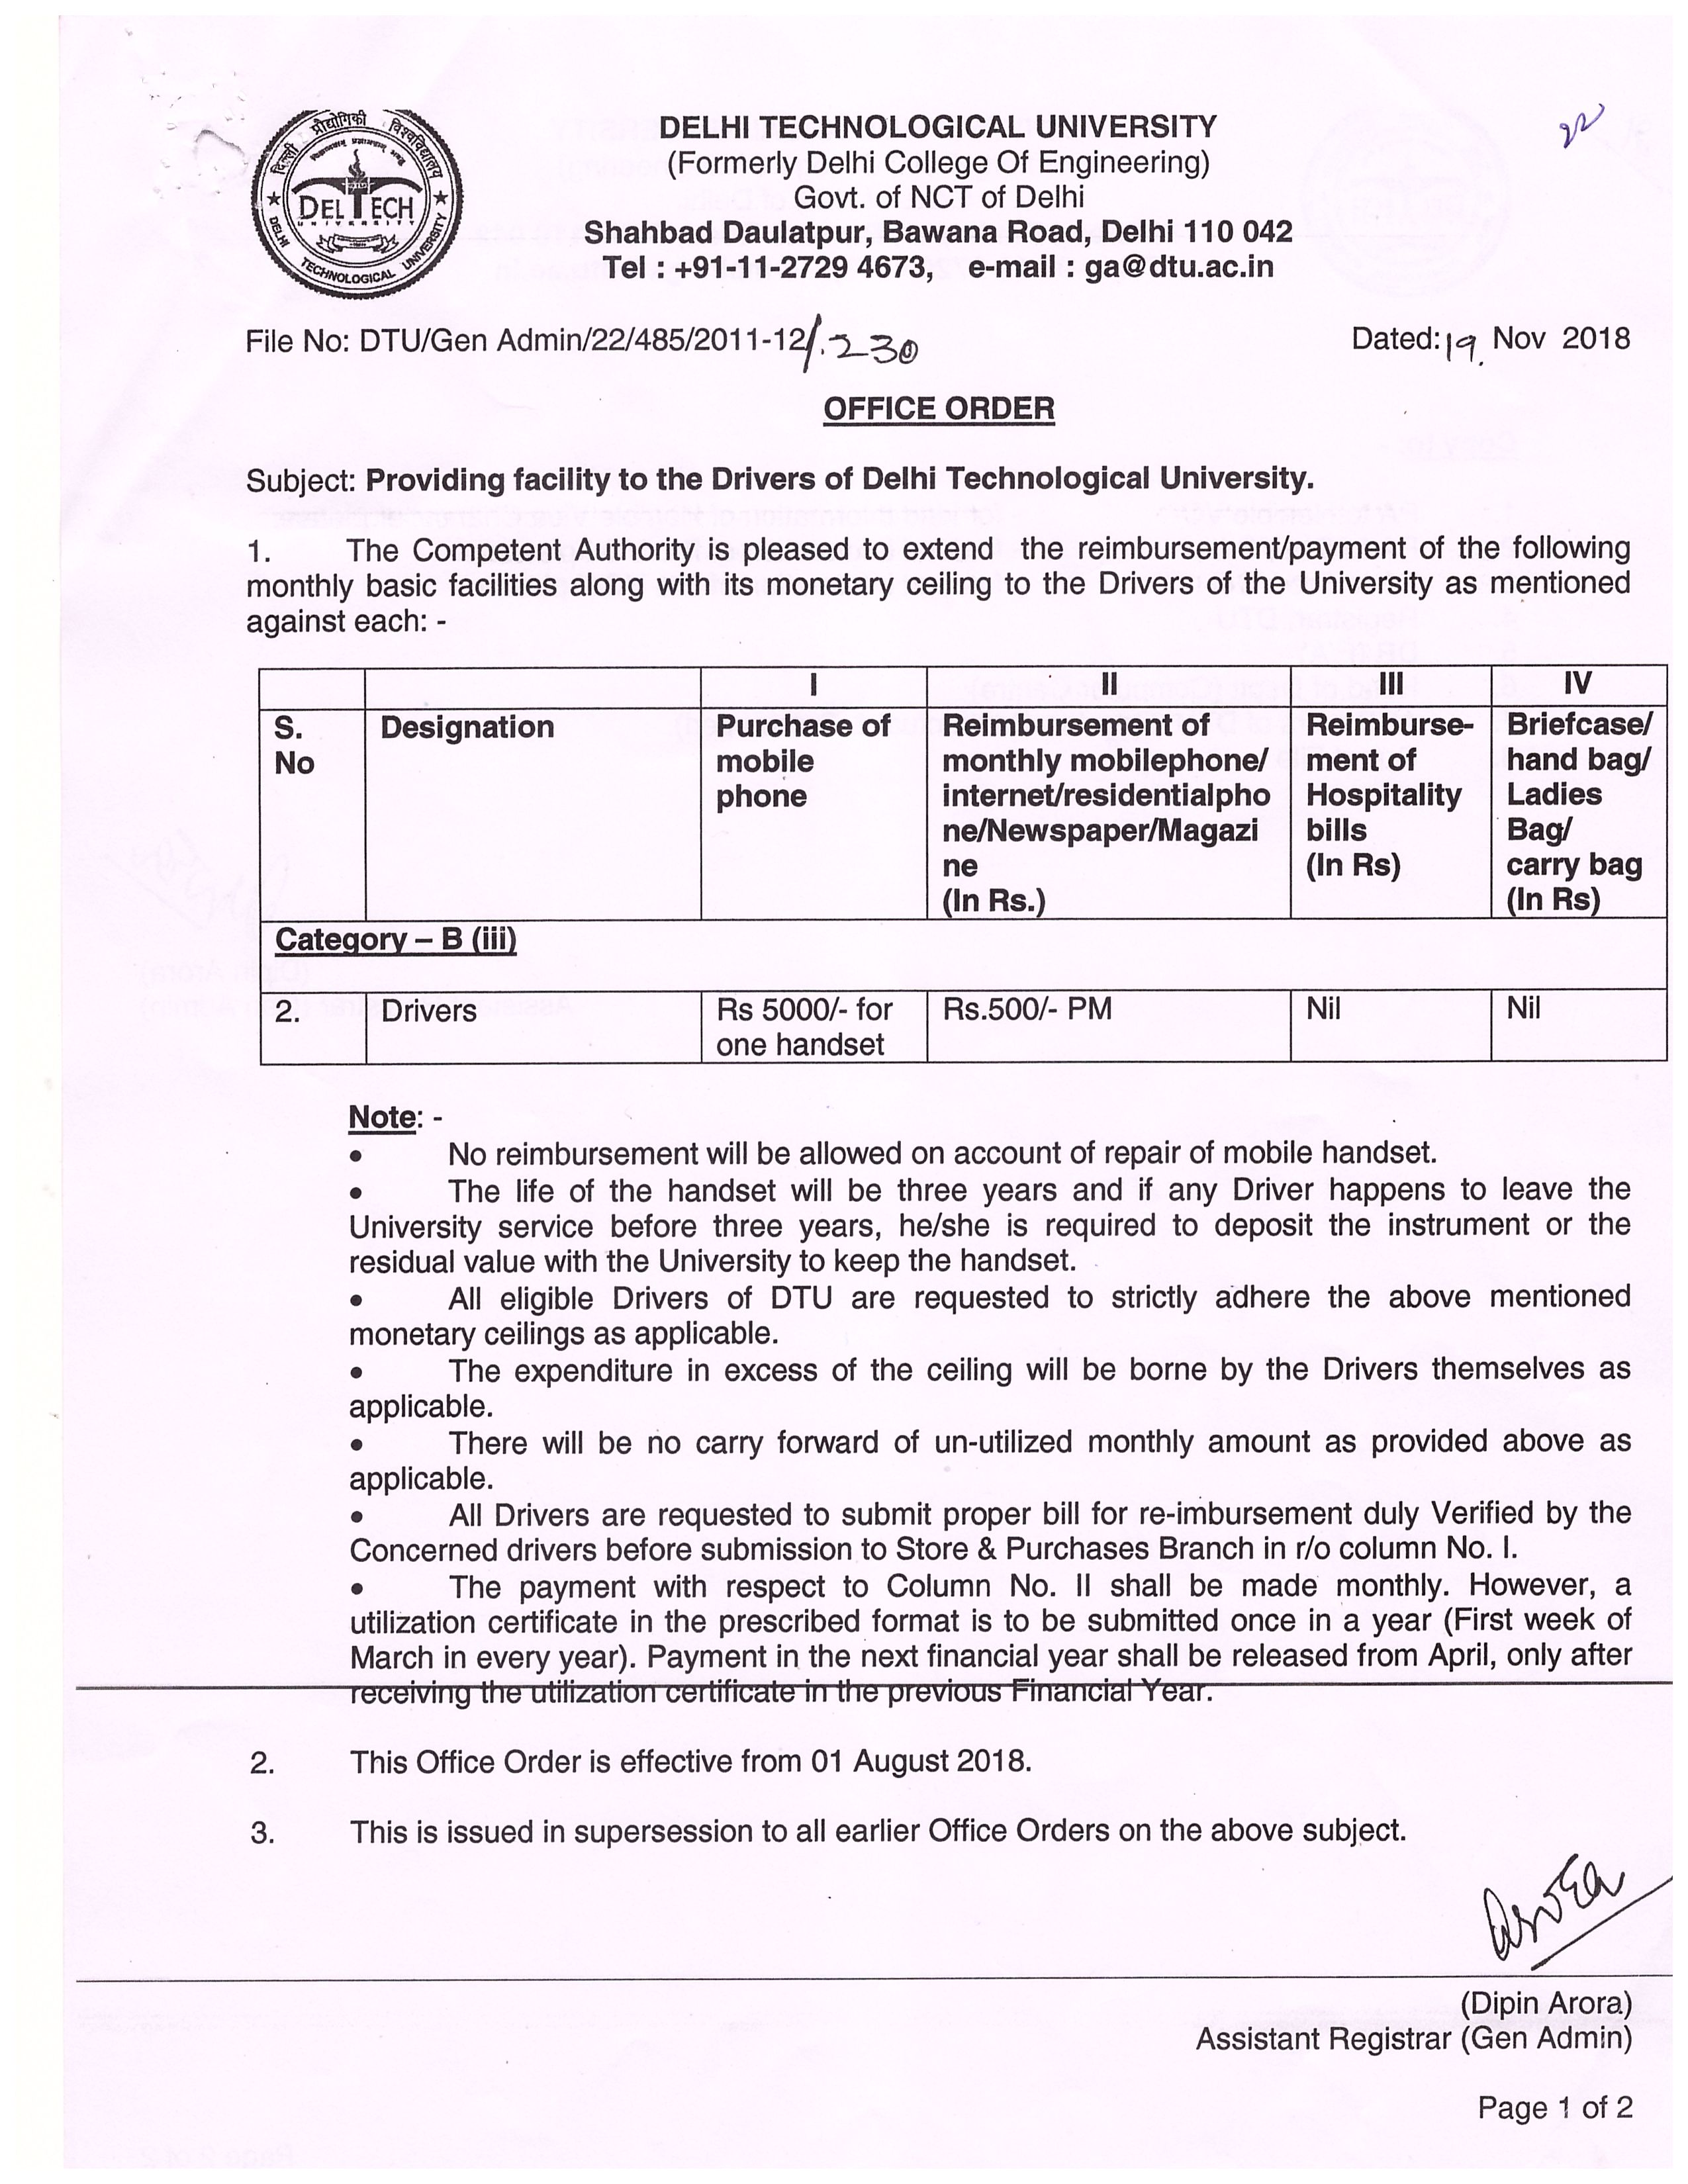 दिल्ली प्रौद्योगिकी विश्वविद्यालय
DELTECH
UNIVERSITY
DELHI TECHNOLOGICAL UNIVERSITY
DELHI TECHNOLOGICAL UNIVERSITY
(Formerly Delhi College Of Engineering)
Govt. of NCT of Delhi
Shahbad Daulatpur, Bawana Road, Delhi 110 042
Tel : +91-11-2729 4673, e-mail : ga@dtu.ac.in
File No: DTU/Gen Admin/22/485/2011-12/.230 Dated: 19. Nov 2018
OFFICE ORDER
Subject: Providing facility to the Drivers of Delhi Technological University.
1. The Competent Authority is pleased to extend the reimbursement/payment of the following
monthly basic facilities along with its monetary ceiling to the Drivers of the University as mentioned
against each: -
I II III IV
S. Designation Purchase of Reimbursement of Reimburse- Briefcase/
No mobile monthly mobilephone/ ment of hand bag/
phone internet/residentialpho Hospitality Ladies
ne/Newspaper/Magazi bills Bag/
ne (In Rs) carry bag
(In Rs.) (In Rs)
Category – B (iii)
2. Drivers Rs 5000/- for Rs.500/- PM Nil Nil
one handset
Note: -
• No reimbursement will be allowed on account of repair of mobile handset.
• The life of the handset will be three years and if any Driver happens to leave the
University service before three years, he/she is required to deposit the instrument or the
residual value with the University to keep the handset.
• All eligible Drivers of DTU are requested to strictly adhere the above mentioned
monetary ceilings as applicable.
• The expenditure in excess of the ceiling will be borne by the Drivers themselves as
applicable.
• There will be no carry forward of un-utilized monthly amount as provided above as
applicable.
• All Drivers are requested to submit proper bill for re-imbursement duly Verified by the
Concerned drivers before submission to Store & Purchases Branch in r/o column No. I.
• The payment with respect to Column No. II shall be made monthly. However, a
utilization certificate in the prescribed format is to be submitted once in a year (First week of
March in every year). Payment in the next financial year shall be released from April, only after
receiving the utilization certificate in the previous Financial Year.
2. This Office Order is effective from 01 August 2018.
3. This is issued in supersession to all earlier Office Orders on the above subject.
(Dipin Arora)
Assistant Registrar (Gen Admin)
Page 1 of 2